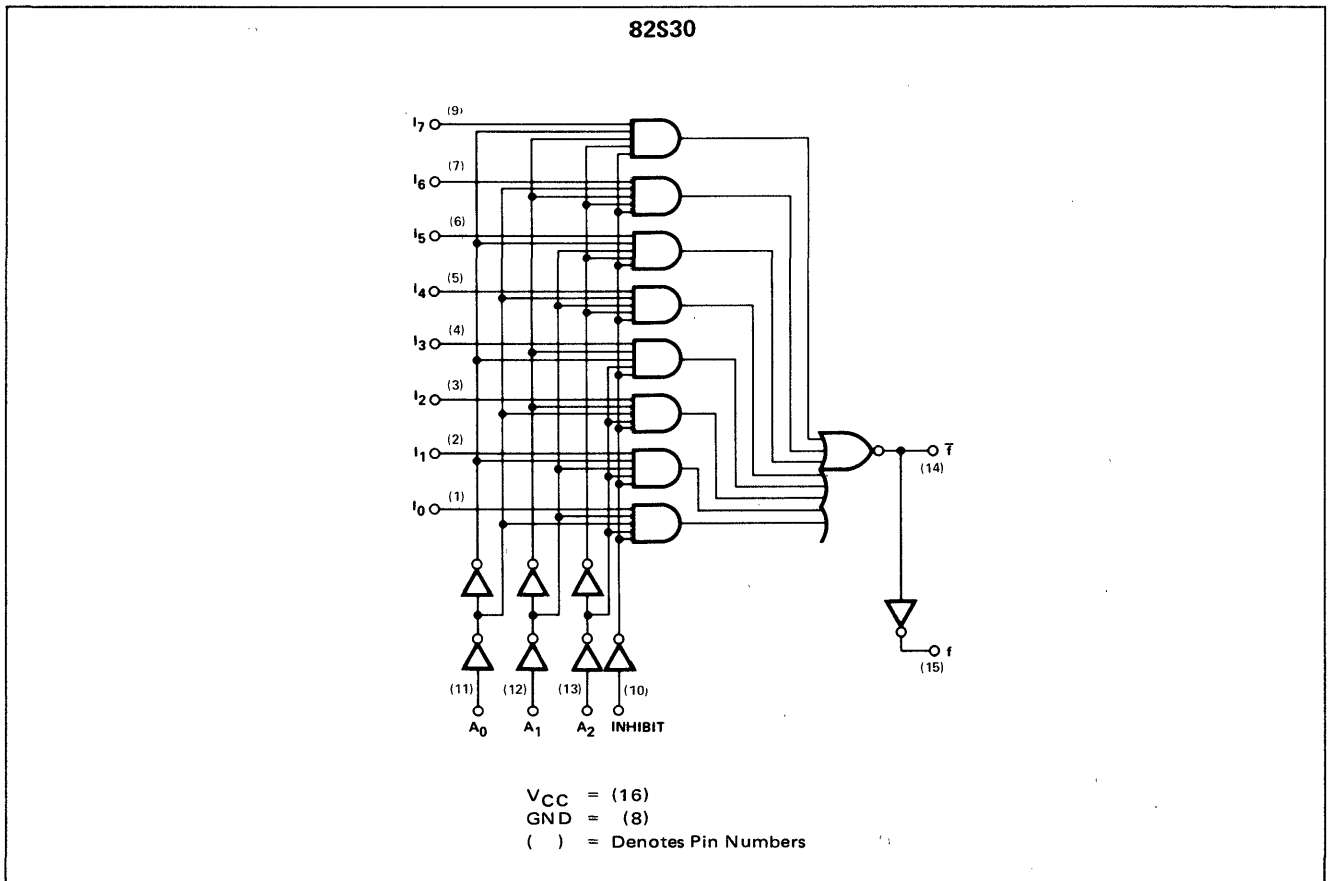 82S30
I7 (9)
I6 (7)
I5 (6)
I4 (5)
I3 (4)
I2 (3)
I1 (2)
I0 (1)
f̅
(14)
f
(15)
(11) (12) (13) (10)
A0 A1 A2 INHIBIT
VCC = (16)
GND = (8)
( ) = Denotes Pin Numbers